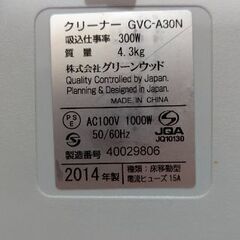 クリーナー GVC-A30N
吸込仕事率 300W
質量 4.3kg
株式会社グリーンウッド
Quality Controlled by Japan.
Planning & Designed in Japan.
MADE IN CHINA
PSE
AC100V 1000W
50/60Hz
JQA
JQ10130
製造番号 40029806
2014年製
種類:床移動型
電流ヒューズ 15A